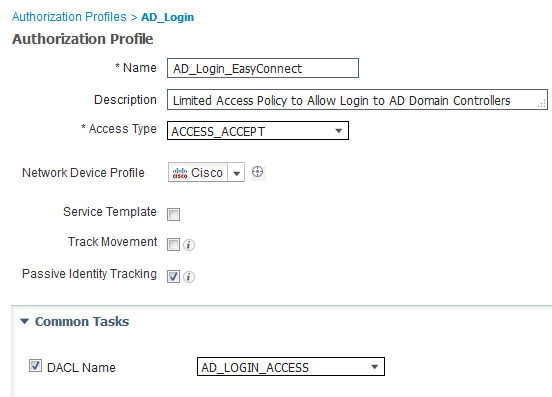 Authorization Profiles > AD_Login
Authorization Profile
* Name AD_Login_EasyConnect
Description Limited Access Policy to Allow Login to AD Domain Controllers
* Access Type ACCESS_ACCEPT
Network Device Profile cisco Cisco
Service Template
Track Movement i
Passive Identity Tracking i
Common Tasks
DACL Name AD_LOGIN_ACCESS